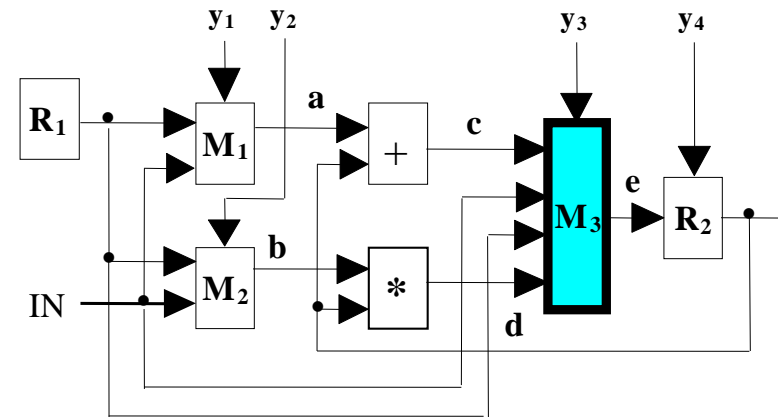 y₁ y₂ y₃ y₄
R₁ M₁ a + c
M₃ e R₂
M₂ b * d
IN